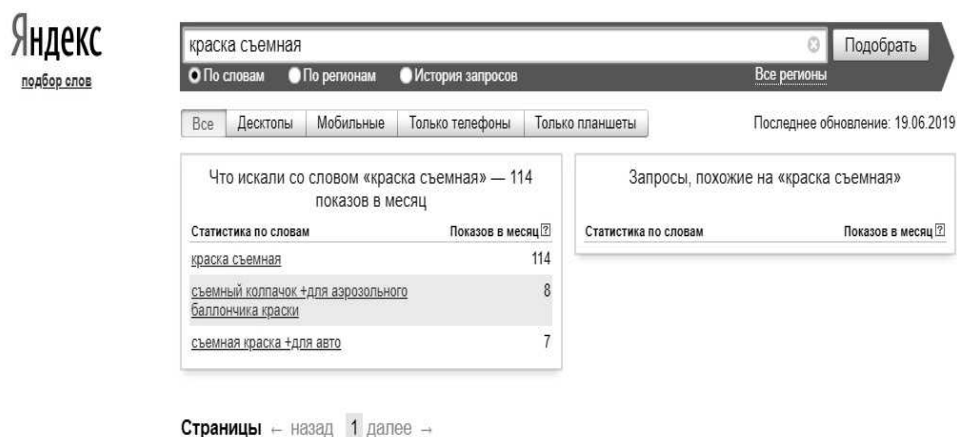 Яндекс
подбор слов
краска съемная
Подобрать
По словам По регионам История запросов Все регионы
Все Десктопы Мобильные Только телефоны Только планшеты
Последнее обновление: 19.06.2019
Что искали со словом «краска съемная» — 114
показов в месяц
Статистика по словам Показов в месяц ?
краска съемная 114
съемный колпачок +для аэрозольного 8
баллончика краски
съемная краска +для авто 7
Запросы, похожие на «краска съемная»
Статистика по словам Показов в месяц ?
Страницы ← назад 1 далее →